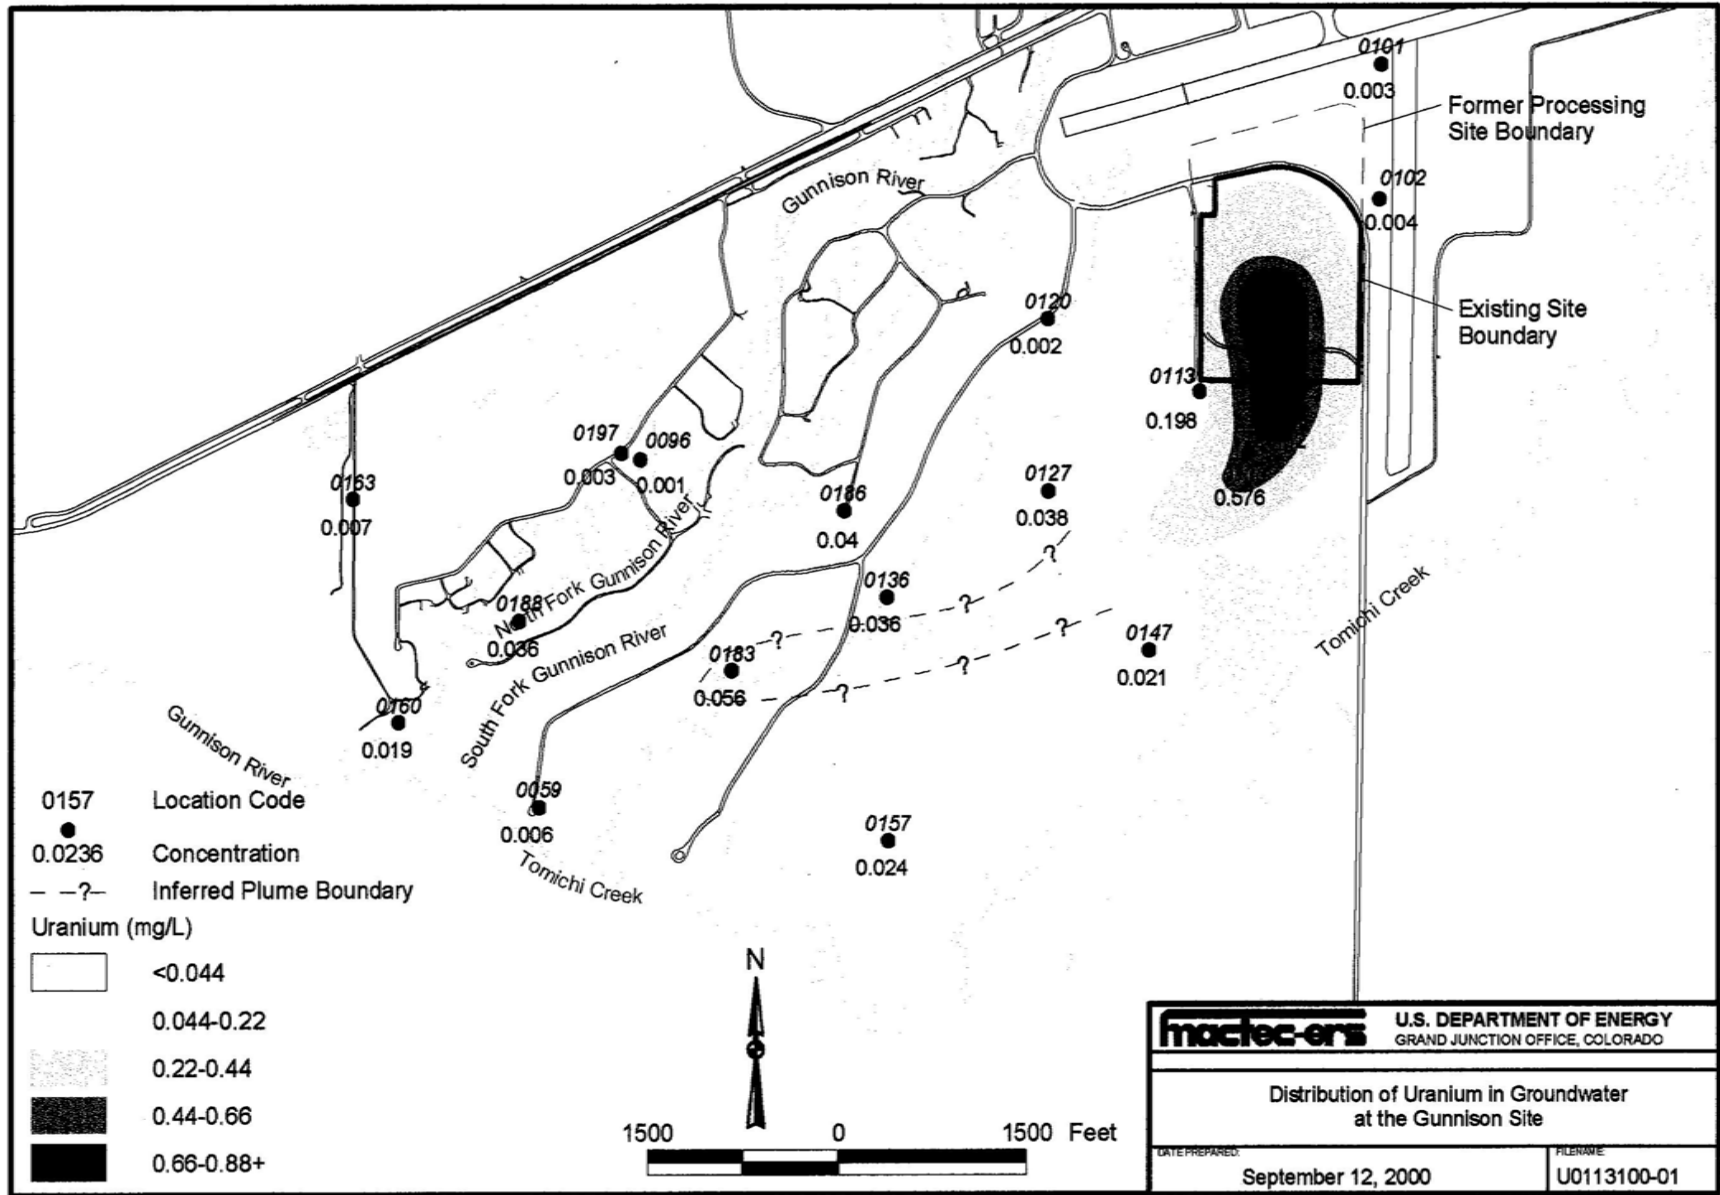 0101
0.003
Former Processing
Site Boundary
0102
0.004
Gunnison River
Existing Site
Boundary
0120
0.002
0113
0.198
0197
0096
0.003
0.001
0163
0.007
0186
0.04
0127
0.038
0.576
North Fork Gunnison River
0188
0.036
South Fork Gunnison River
0136
0.036
?
?
?
?
?
?
0183
0.056
0147
0.021
Tomichi Creek
0160
0.019
Gunnison River
0059
0.006
Tomichi Creek
0157
0.024
0157 Location Code
0.0236 Concentration
– –?– Inferred Plume Boundary
Uranium (mg/L)
<0.044
0.044-0.22
0.22-0.44
0.44-0.66
0.66-0.88+
N
1500 0 1500 Feet
mactec-ers
U.S. DEPARTMENT OF ENERGY
GRAND JUNCTION OFFICE, COLORADO
Distribution of Uranium in Groundwater
at the Gunnison Site
DATE PREPARED:
September 12, 2000
FILENAME:
U0113100-01